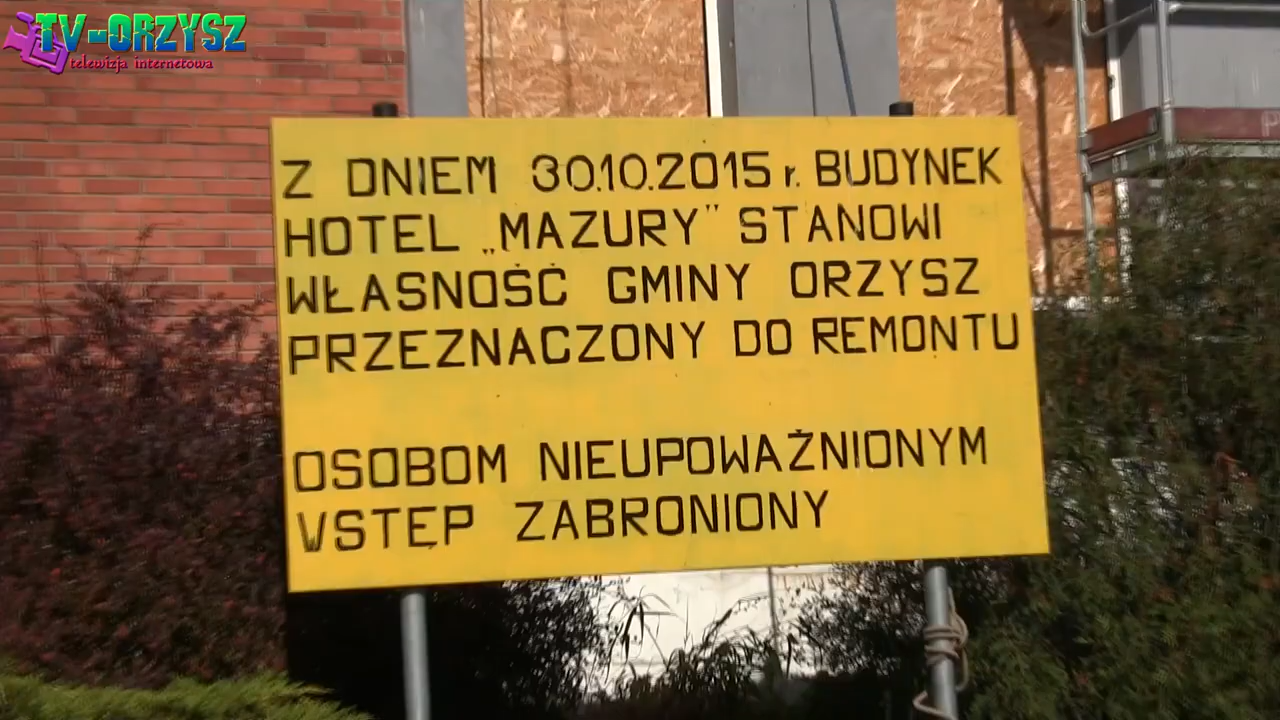 TV-ORZYSZ
telewizja internetowa
Z DNIEM 30.10.2015 r. BUDYNEK
HOTEL „MAZURY” STANOWI
WŁASNOŚĆ GMINY ORZYSZ
PRZEZNACZONY DO REMONTU
OSOBOM NIEUPOWAŻNIONYM
WSTĘP ZABRONIONY